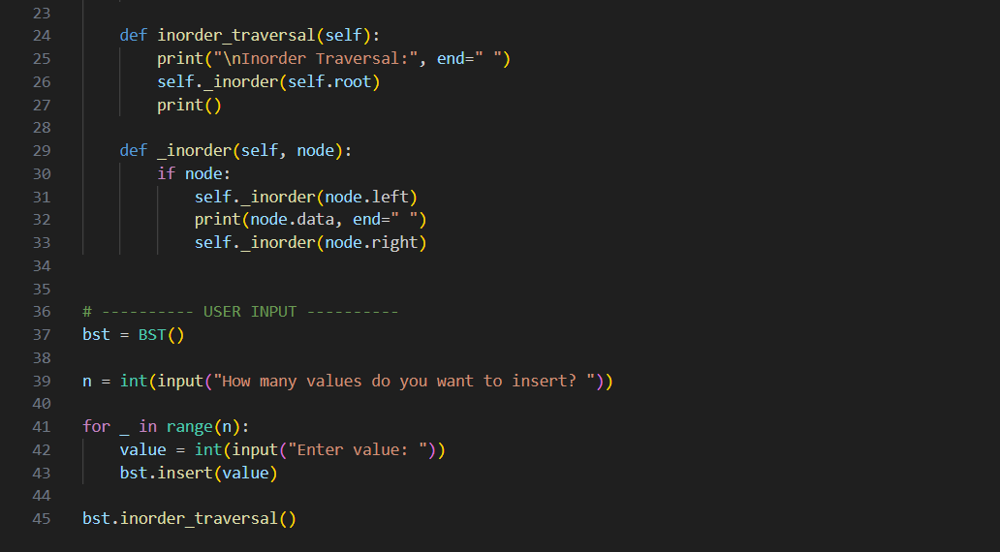 23
24 def inorder_traversal(self):
25 print("\nInorder Traversal:", end=" ")
26 self._inorder(self.root)
27 print()
28
29 def _inorder(self, node):
30 if node:
31 self._inorder(node.left)
32 print(node.data, end=" ")
33 self._inorder(node.right)
34
35
36 # ---------- USER INPUT ----------
37 bst = BST()
38
39 n = int(input("How many values do you want to insert? "))
40
41 for _ in range(n):
42 value = int(input("Enter value: "))
43 bst.insert(value)
44
45 bst.inorder_traversal()